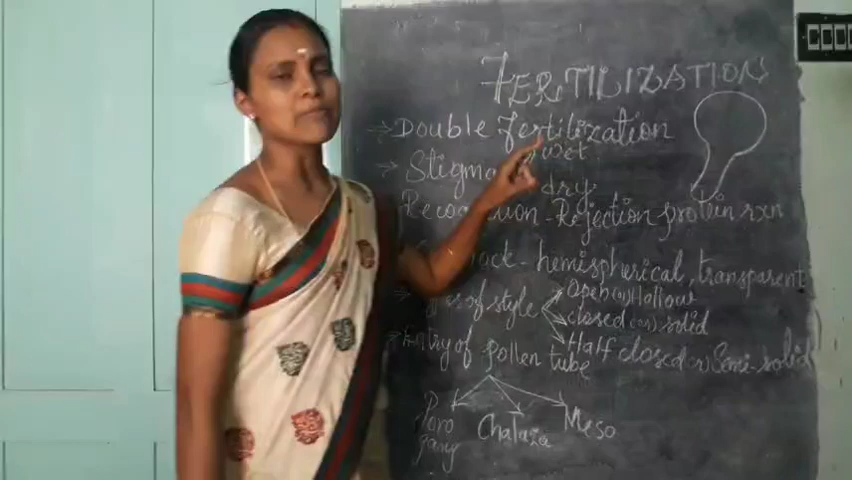 FERTILIZATION
→ Double fertilization
→ Stigma wet
dry
Recognition - Rejection protein rxn
hemispherical, transparent
of style Open (or) Hollow
closed (or) solid
Half closed or Semi-solid
Entry of pollen tube
Poro gamy Chalaza Meso